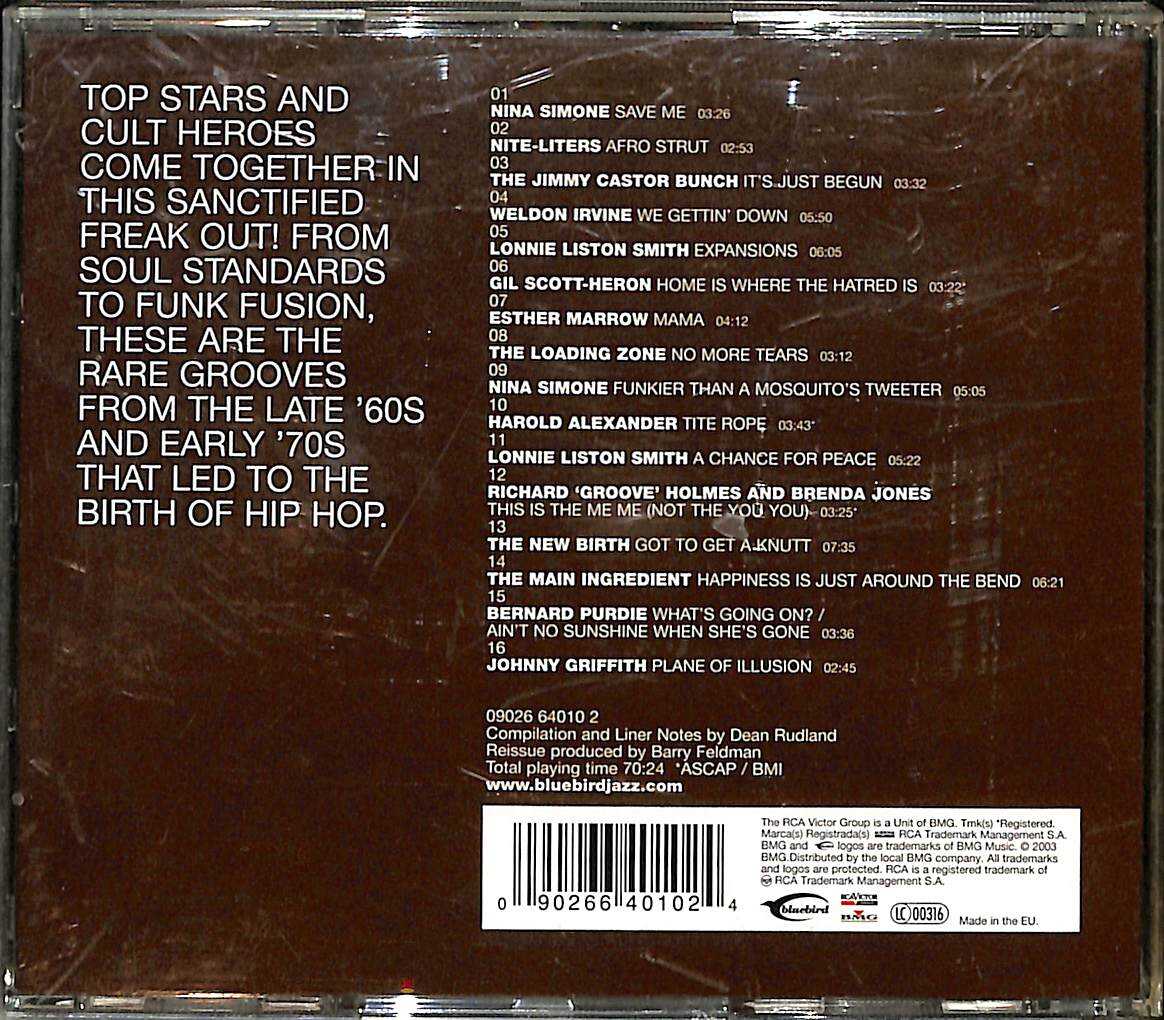 TOP STARS AND
CULT HEROES
COME TOGETHER IN
THIS SANCTIFIED
FREAK OUT! FROM
SOUL STANDARDS
TO FUNK FUSION,
THESE ARE THE
RARE GROOVES
FROM THE LATE '60S
AND EARLY '70S
THAT LED TO THE
BIRTH OF HIP HOP.
01
NINA SIMONE SAVE ME 03:26
02
NITE-LITERS AFRO STRUT 02:53
03
THE JIMMY CASTOR BUNCH IT'S JUST BEGUN 03:32
04
WELDON IRVINE WE GETTIN' DOWN 05:50
05
LONNIE LISTON SMITH EXPANSIONS 06:05
06
GIL SCOTT-HERON HOME IS WHERE THE HATRED IS 03:22*
07
ESTHER MARROW MAMA 04:12
08
THE LOADING ZONE NO MORE TEARS 03:12
09
NINA SIMONE FUNKIER THAN A MOSQUITO'S TWEETER 05:05
10
HAROLD ALEXANDER TITE ROPE 03:43*
11
LONNIE LISTON SMITH A CHANCE FOR PEACE 05:22
12
RICHARD 'GROOVE' HOLMES AND BRENDA JONES
THIS IS THE ME ME (NOT THE YOU YOU) 03:25*
13
THE NEW BIRTH GOT TO GET A KNUTT 07:35
14
THE MAIN INGREDIENT HAPPINESS IS JUST AROUND THE BEND 06:21
15
BERNARD PURDIE WHAT'S GOING ON? /
AIN'T NO SUNSHINE WHEN SHE'S GONE 03:36
16
JOHNNY GRIFFITH PLANE OF ILLUSION 02:45
09026 64010 2
Compilation and Liner Notes by Dean Rudland
Reissue produced by Barry Feldman
Total playing time 70:24 *ASCAP / BMI
www.bluebirdjazz.com
0 90266 40102 4
The RCA Victor Group is a Unit of BMG. Tmk(s) ®Registered.
Marca(s) Registrada(s) RCA Trademark Management S.A.
BMG and logos are trademarks of BMG Music. © 2003
BMG.Distributed by the local BMG company. All trademarks
and logos are protected. RCA is a registered trademark of
RCA Trademark Management S.A.
bluebird RCA VICTOR BMG LC 00316 Made in the EU.